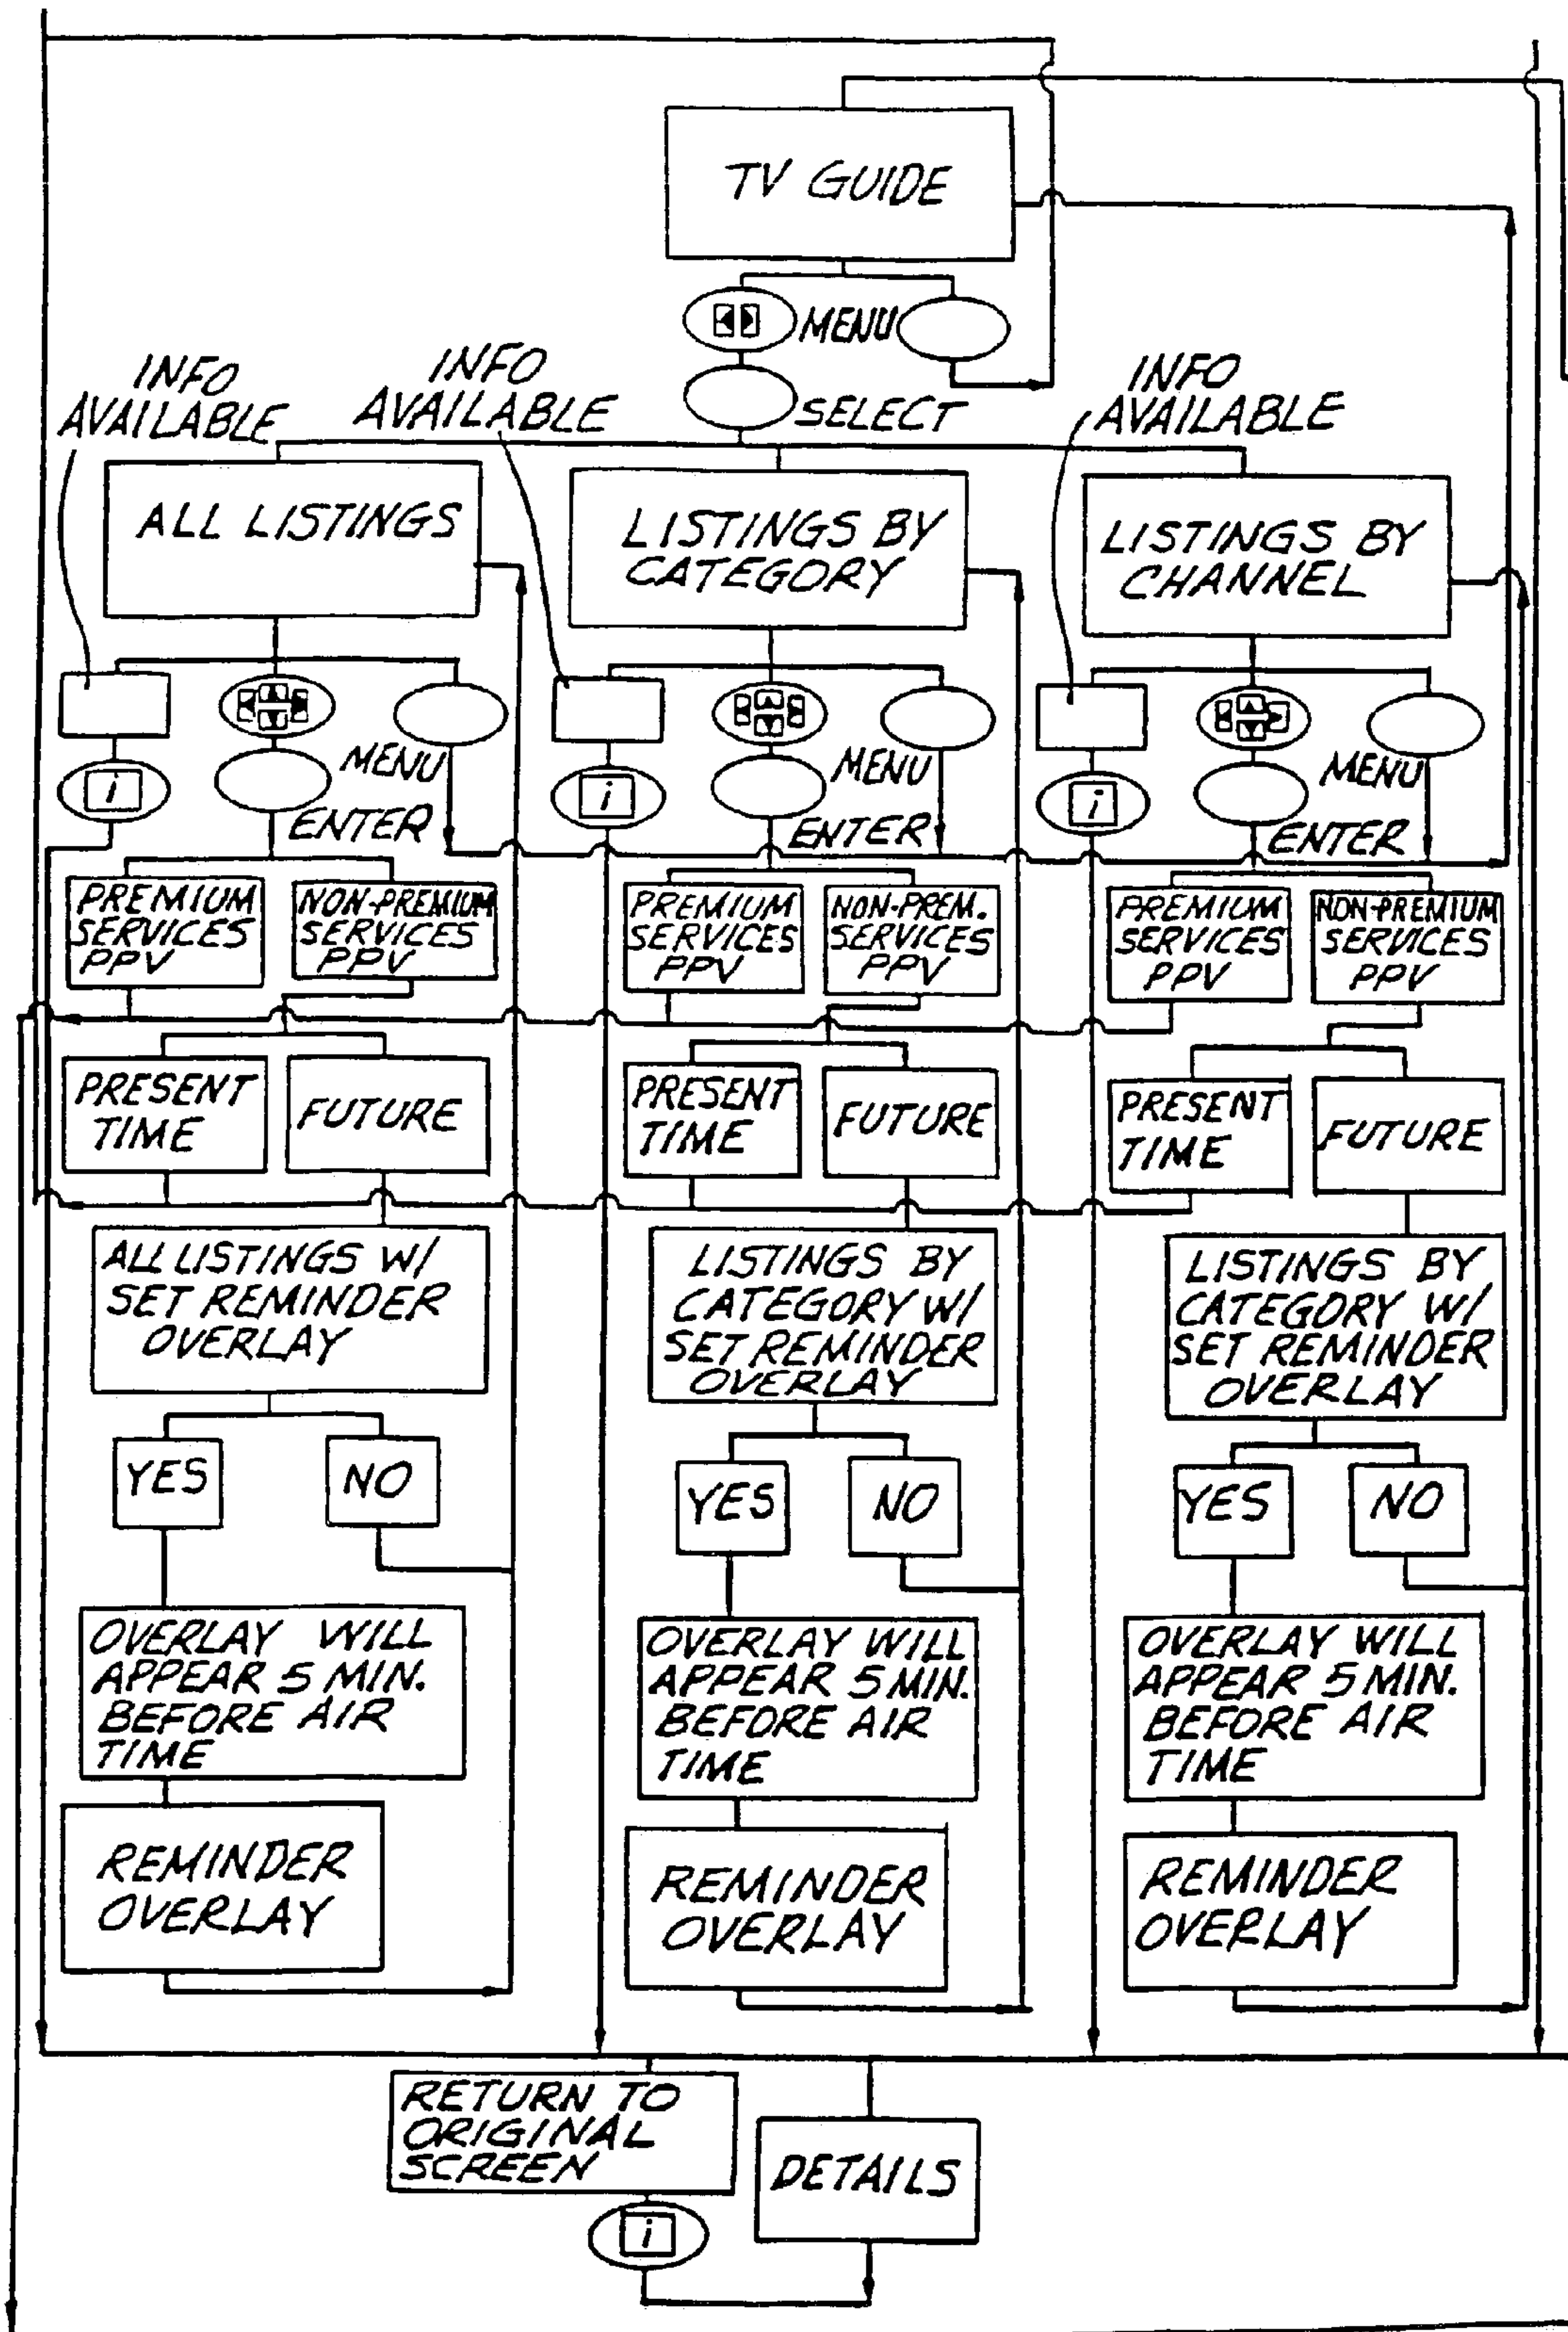 TV GUIDE
MENU
SELECT
INFO
AVAILABLE
INFO
AVAILABLE
INFO
AVAILABLE
ALL LISTINGS
LISTINGS BY
CATEGORY
LISTINGS BY
CHANNEL
i
MENU
ENTER
i
MENU
ENTER
i
MENU
ENTER
PREMIUM
SERVICES
PPV
NON-PREMIUM
SERVICES
PPV
PREMIUM
SERVICES
PPV
NON-PREM.
SERVICES
PPV
PREMIUM
SERVICES
PPV
NON-PREMIUM
SERVICES
PPV
PRESENT
TIME
FUTURE
PRESENT
TIME
FUTURE
PRESENT
TIME
FUTURE
ALL LISTINGS W/
SET REMINDER
OVERLAY
LISTINGS BY
CATEGORY W/
SET REMINDER
OVERLAY
LISTINGS BY
CATEGORY W/
SET REMINDER
OVERLAY
YES
NO
YES
NO
YES
NO
OVERLAY WILL
APPEAR 5 MIN.
BEFORE AIR
TIME
OVERLAY WILL
APPEAR 5 MIN.
BEFORE AIR
TIME
OVERLAY WILL
APPEAR 5 MIN.
BEFORE AIR
TIME
REMINDER
OVERLAY
REMINDER
OVERLAY
REMINDER
OVERLAY
RETURN TO
ORIGINAL
SCREEN
i
DETAILS